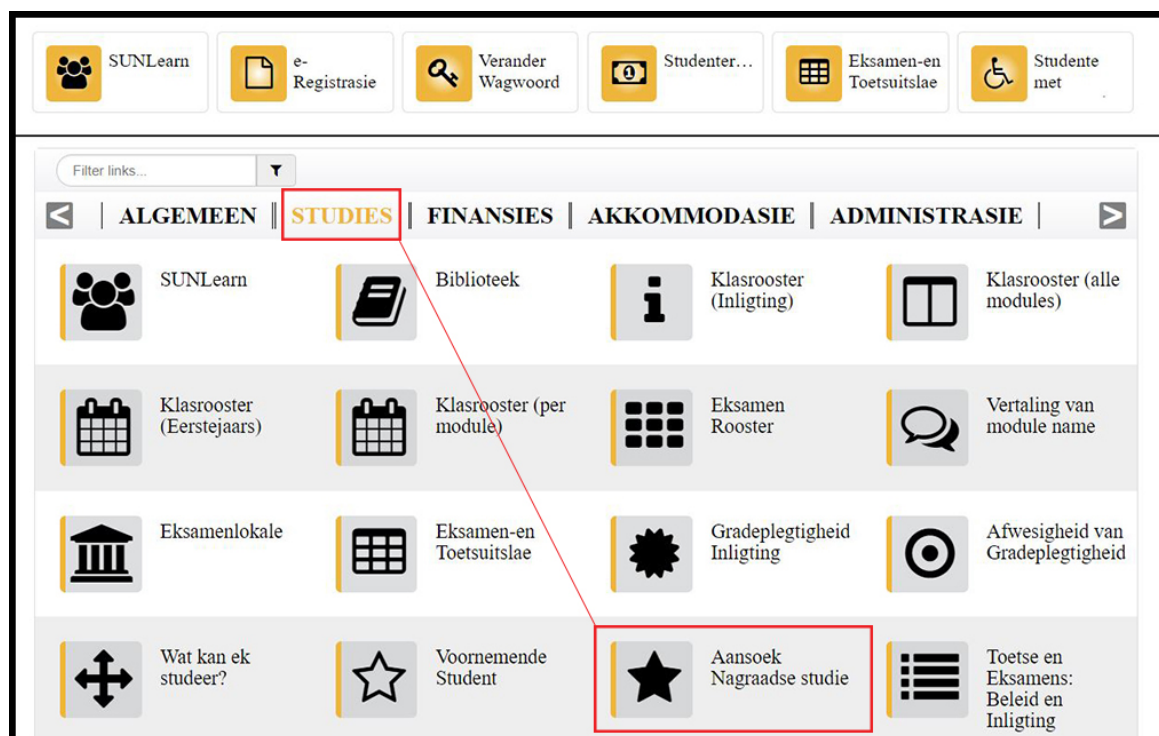 SUNLearn
e-
Registrasie
Verander
Wagwoord
Studenter...
Eksamen-en
Toetsuitslae
Studente
met
Filter links...
< | ALGEMEEN || STUDIES | FINANSIES | AKKOMMODASIE | ADMINISTRASIE | >
SUNLearn
Biblioteek
Klasrooster
(Inligting)
Klasrooster (alle
modules)
Klasrooster
(Eerstejaars)
Klasrooster (per
module)
Eksamen
Rooster
Vertaling van
module name
Eksamenlokale
Eksamen-en
Toetsuitslae
Gradeplegtigheid
Inligting
Afwesigheid van
Gradeplegtigheid
Wat kan ek
studeer?
Voornemende
Student
Aansoek
Nagraadse studie
Toetse en
Eksamens:
Beleid en
Inligting